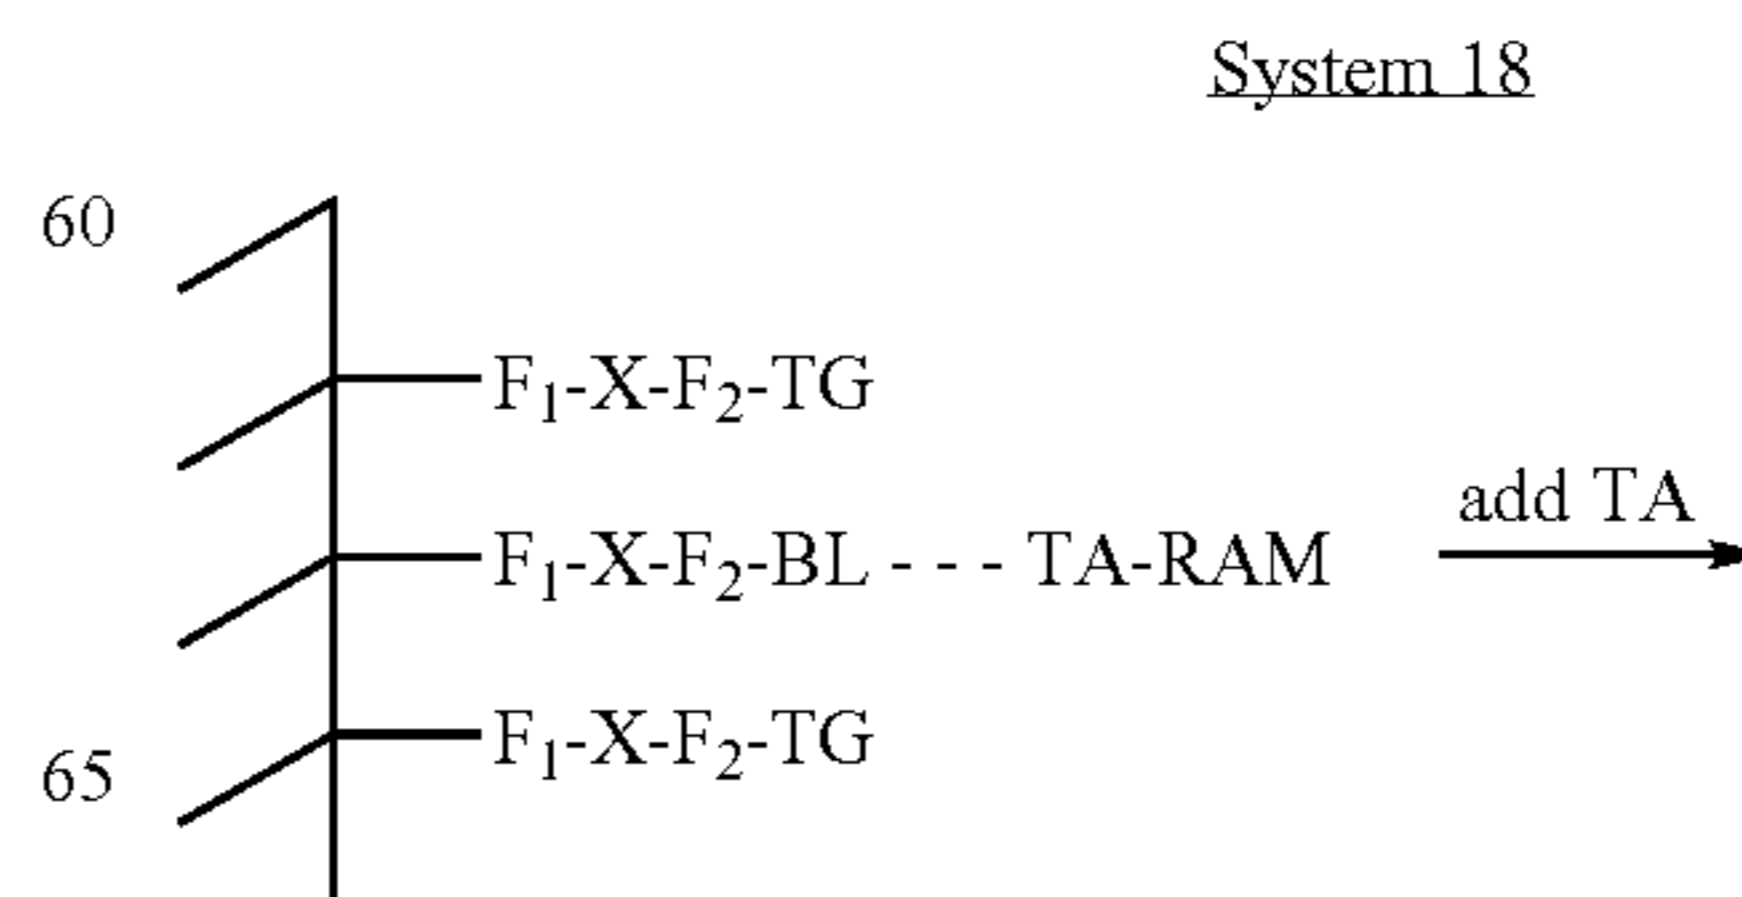 System 18
60
F₁-X-F₂-TG
add TA
F₁-X-F₂-BL - - - TA-RAM
F₁-X-F₂-TG
65